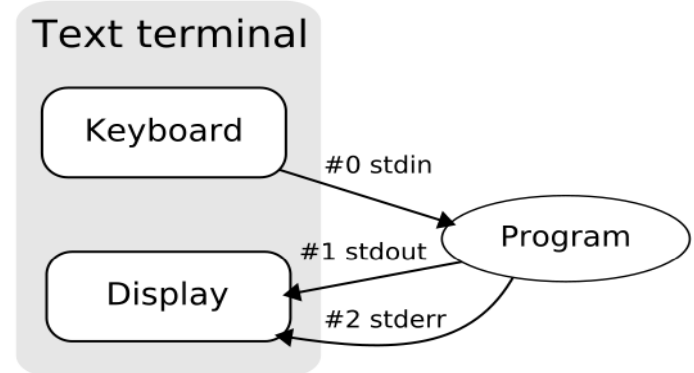 Text terminal
Keyboard
#0 stdin
Program
#1 stdout
Display
#2 stderr